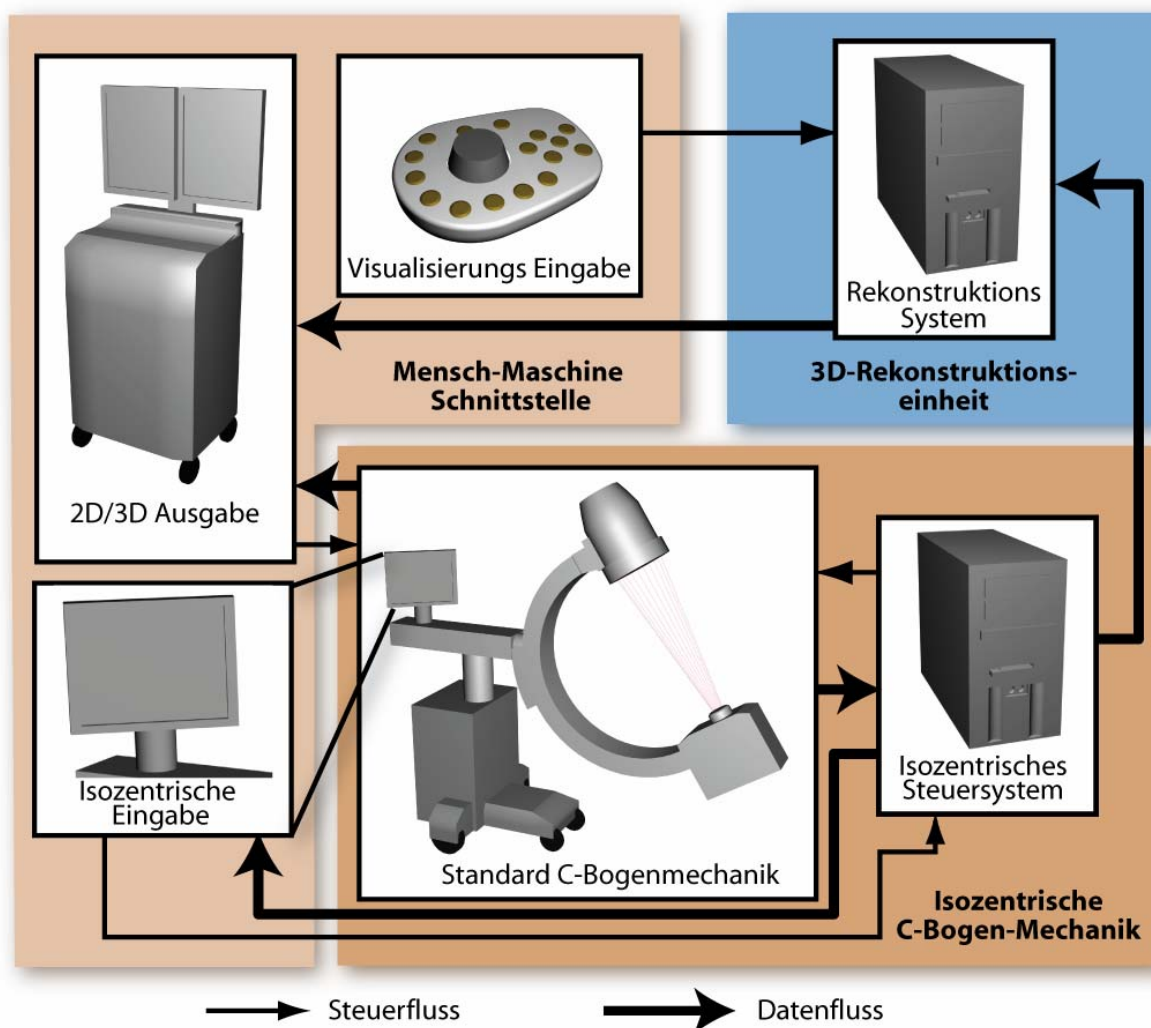 Visualisierungs Eingabe
Rekonstruktions
System
Mensch-Maschine
Schnittstelle
3D-Rekonstruktions-
einheit
2D/3D Ausgabe
Isozentrische
Eingabe
Standard C-Bogenmechanik
Isozentrisches
Steuersystem
Isozentrische
C-Bogen-Mechanik
Steuerfluss
Datenfluss